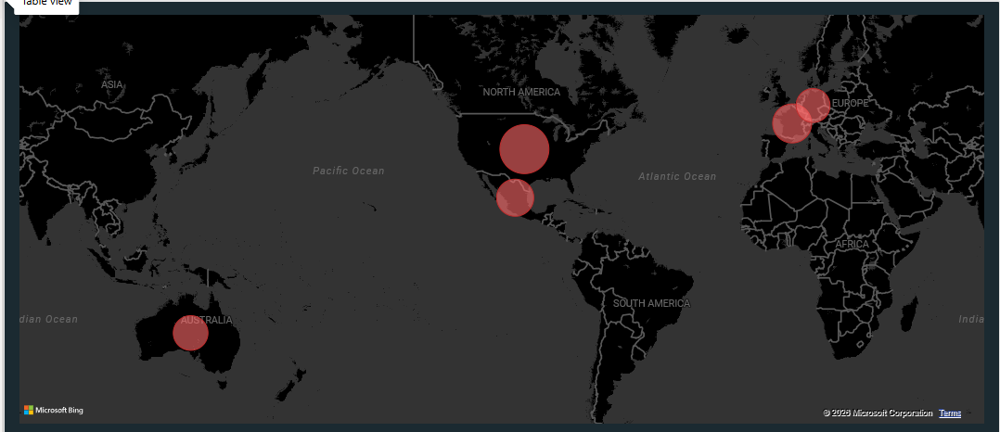 Table view
ASIA
NORTH AMERICA
EUROPE
Pacific Ocean
Atlantic Ocean
AFRICA
SOUTH AMERICA
dian Ocean
AUSTRALIA
India
Microsoft Bing
© 2026 Microsoft Corporation Terms